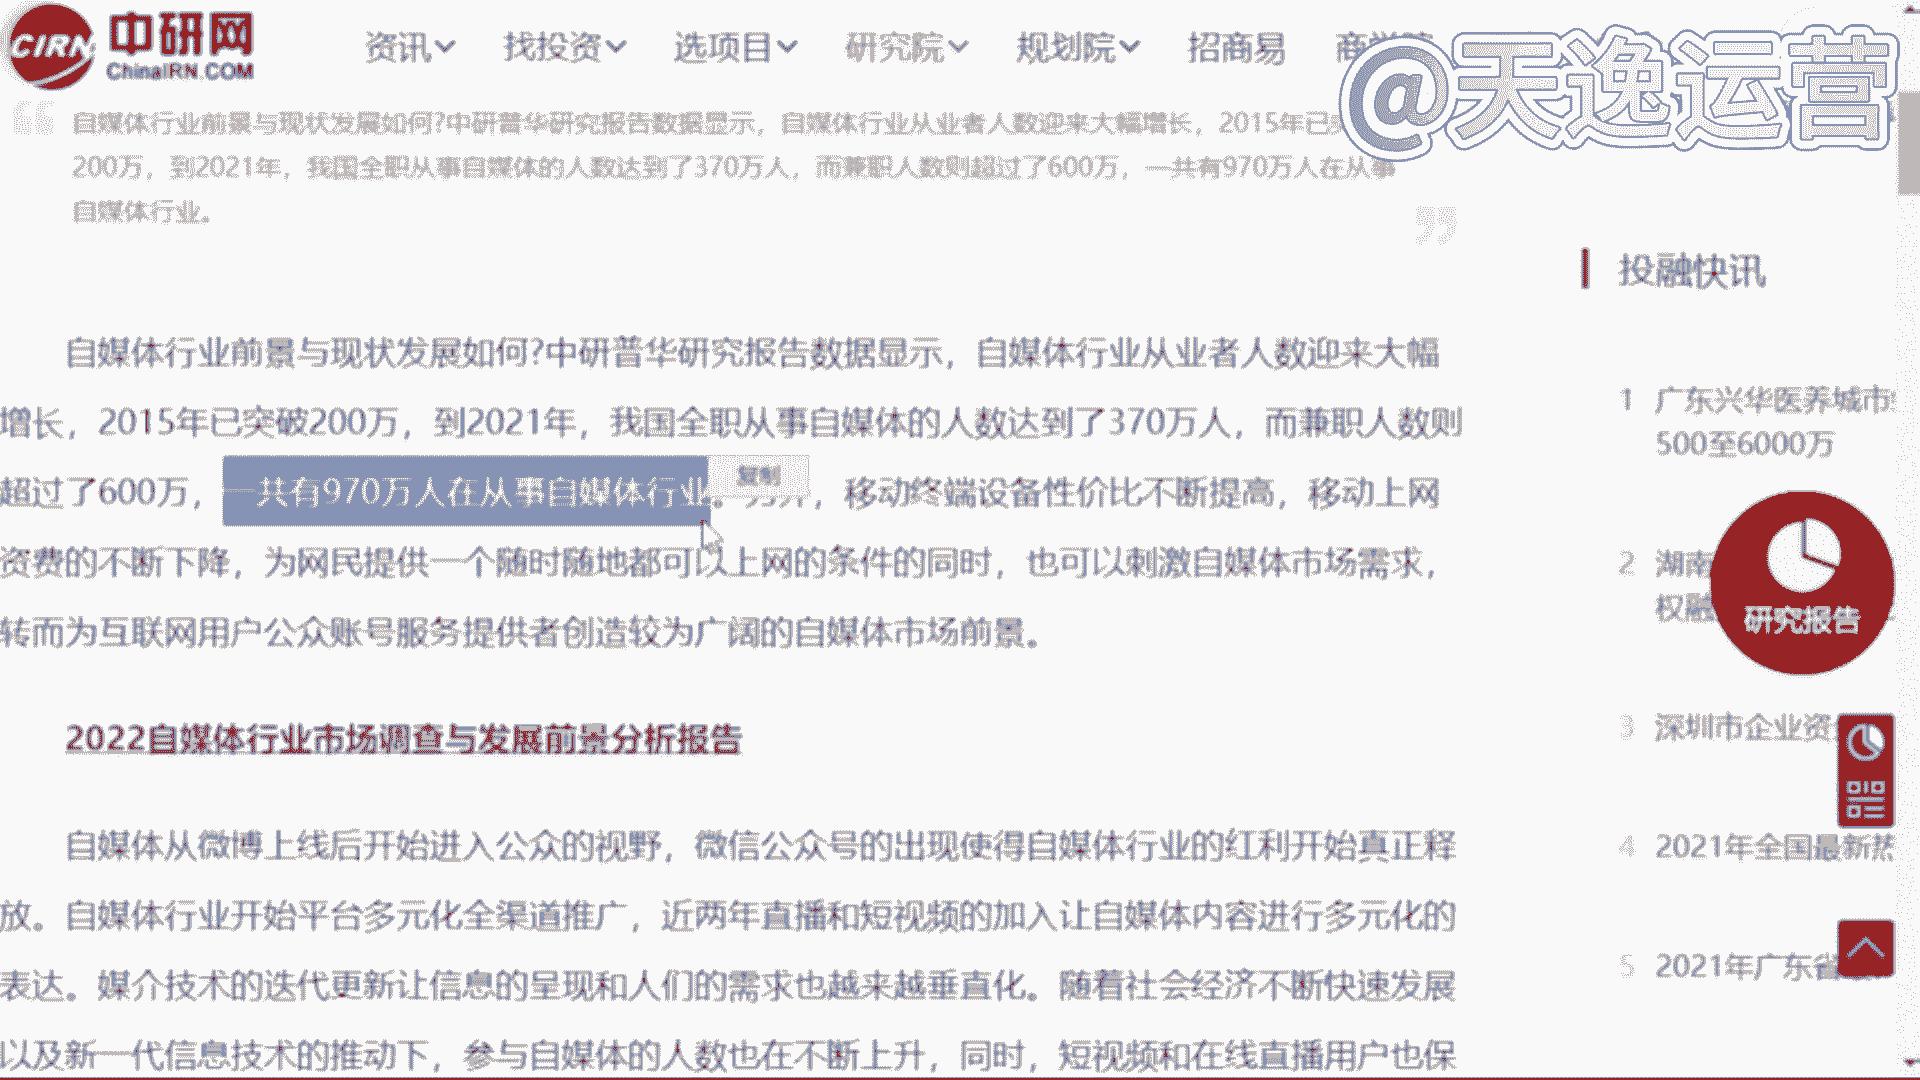 CIRN
中研网
ChinaIRN.COM
资讯 找投资 选项目 研究院 规划院 招商易
@天逸运营
自媒体行业前景与现状发展如何?中研普华研究报告数据显示，自媒体行业从业者人数迎来大幅增长，2015年已突
200万，到2021年，我国全职从事自媒体的人数达到了370万人，而兼职人数则超过了600万，一共有970万人在从事
自媒体行业。
投融快讯
自媒体行业前景与现状发展如何?中研普华研究报告数据显示，自媒体行业从业者人数迎来大幅
增长，2015年已突破200万，到2021年，我国全职从事自媒体的人数达到了370万人，而兼职人数则
超过了600万，一共有970万人在从事自媒体行业。另外，移动终端设备性价比不断提高，移动上网
复制
资费的不断下降，为网民提供一个随时随地都可以上网的条件的同时，也可以刺激自媒体市场需求，
转而为互联网用户公众账号服务提供者创造较为广阔的自媒体市场前景。
2022自媒体行业市场调查与发展前景分析报告
自媒体从微博上线后开始进入公众的视野，微信公众号的出现使得自媒体行业的红利开始真正释
放。自媒体行业开始平台多元化全渠道推广，近两年直播和短视频的加入让自媒体内容进行多元化的
表达。媒介技术的迭代更新让信息的呈现和人们的需求也越来越垂直化。随着社会经济不断快速发展
以及新一代信息技术的推动下，参与自媒体的人数也在不断上升，同时，短视频和在线直播用户也保
1 广东兴华医养城市
500至6000万
2 湖南
权融
研究报告
3 深圳市企业资
4 2021年全国最新热
5 2021年广东省